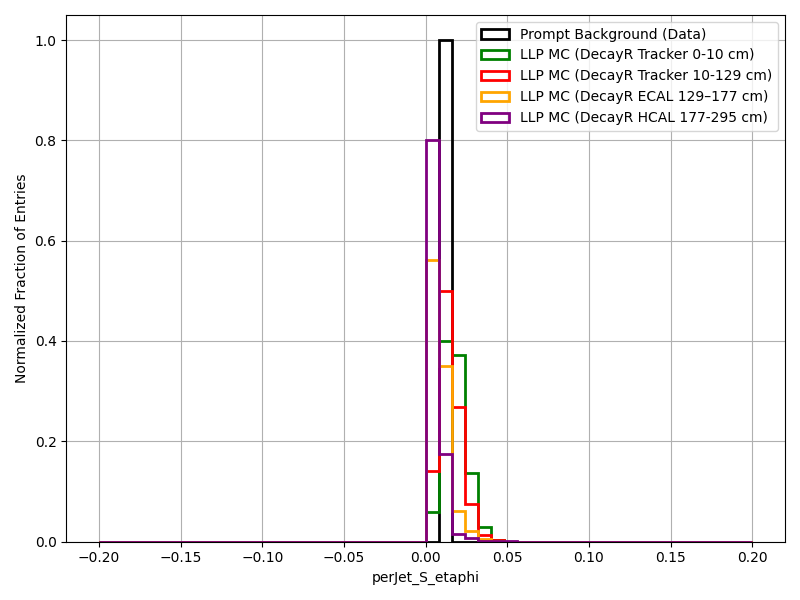 Prompt Background (Data)
LLP MC (DecayR Tracker 0-10 cm)
LLP MC (DecayR Tracker 10-129 cm)
LLP MC (DecayR ECAL 129–177 cm)
LLP MC (DecayR HCAL 177-295 cm)
Normalized Fraction of Entries
1.0
0.8
0.6
0.4
0.2
0.0
−0.20 −0.15 −0.10 −0.05 0.00 0.05 0.10 0.15 0.20
perJet_S_etaphi